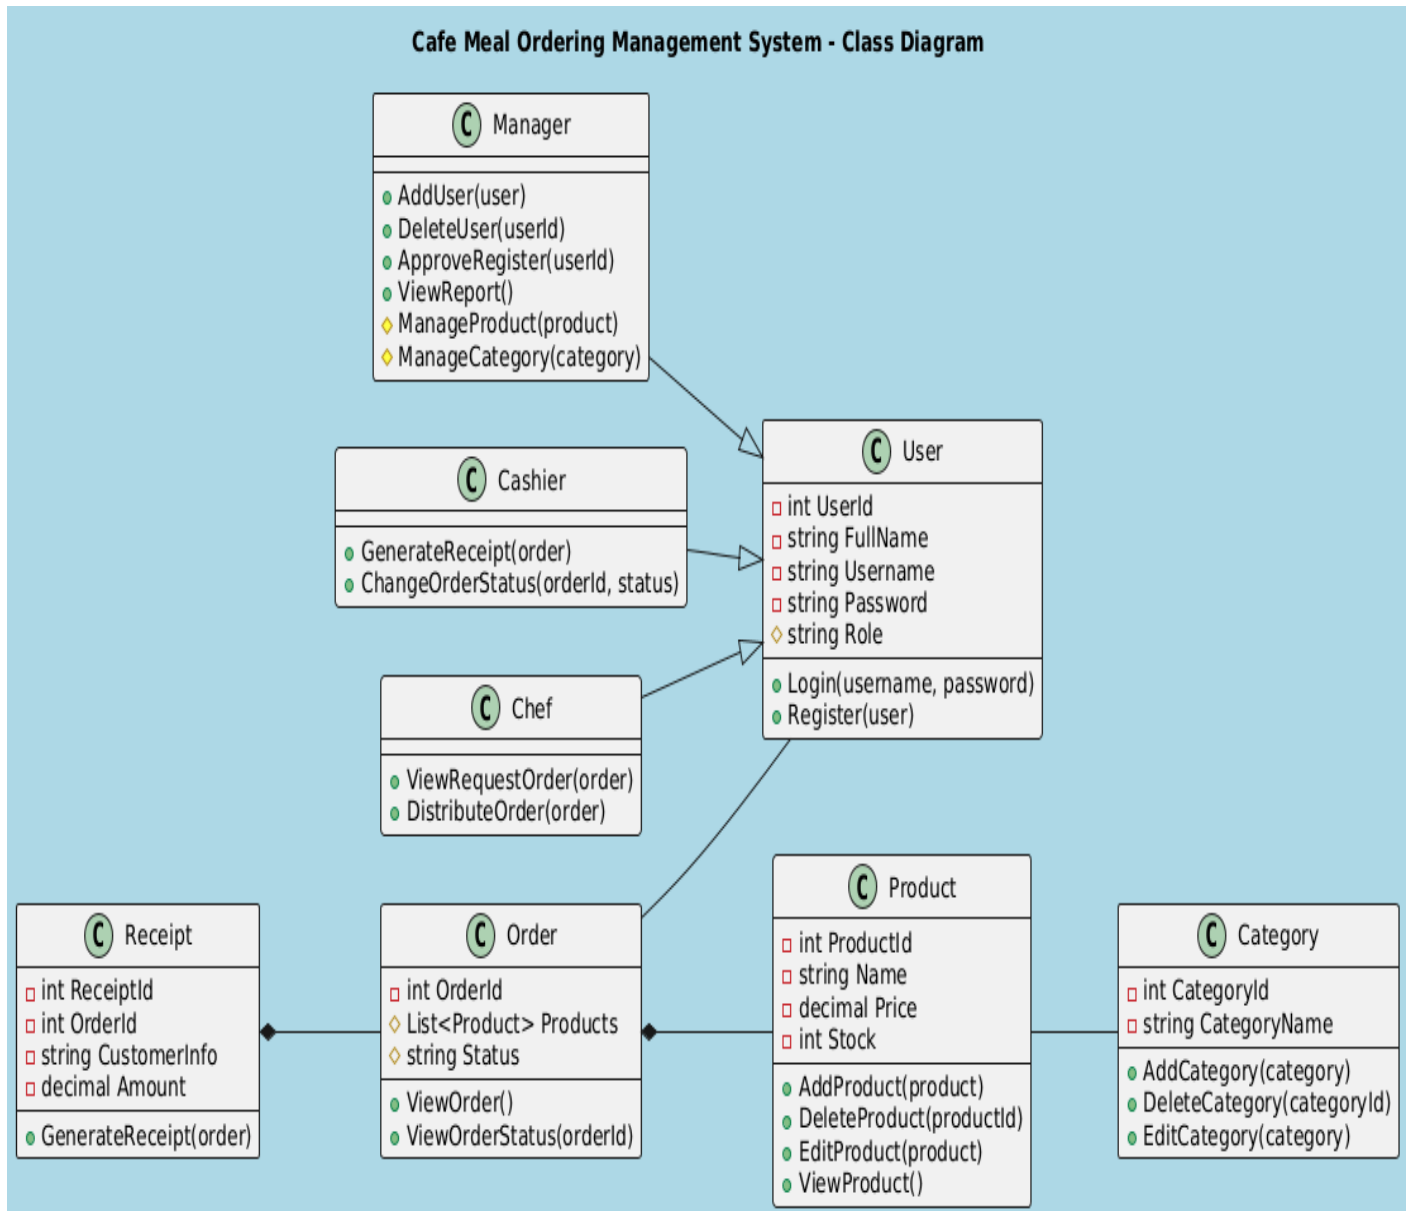 Cafe Meal Ordering Management System - Class Diagram
C Manager
AddUser(user)
DeleteUser(userId)
ApproveRegister(userId)
ViewReport()
ManageProduct(product)
ManageCategory(category)
C Cashier
GenerateReceipt(order)
ChangeOrderStatus(orderId, status)
C User
int UserId
string FullName
string Username
string Password
string Role
Login(username, password)
Register(user)
C Chef
ViewRequestOrder(order)
DistributeOrder(order)
C Receipt
int ReceiptId
int OrderId
string CustomerInfo
decimal Amount
GenerateReceipt(order)
C Order
int OrderId
List<Product> Products
string Status
ViewOrder()
ViewOrderStatus(orderId)
C Product
int ProductId
string Name
decimal Price
int Stock
AddProduct(product)
DeleteProduct(productId)
EditProduct(product)
ViewProduct()
C Category
int CategoryId
string CategoryName
AddCategory(category)
DeleteCategory(categoryId)
EditCategory(category)